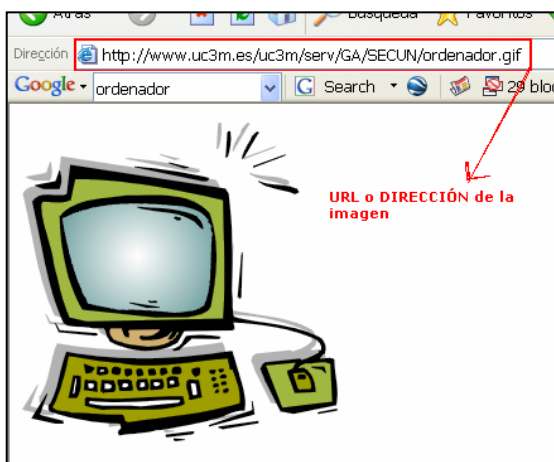 Atrás Búsqueda Favoritos
Dirección http://www.uc3m.es/uc3m/serv/GA/SECUN/ordenador.gif
Google ordenador G Search 29 bloc
URL o DIRECCIÓN de la
imagen